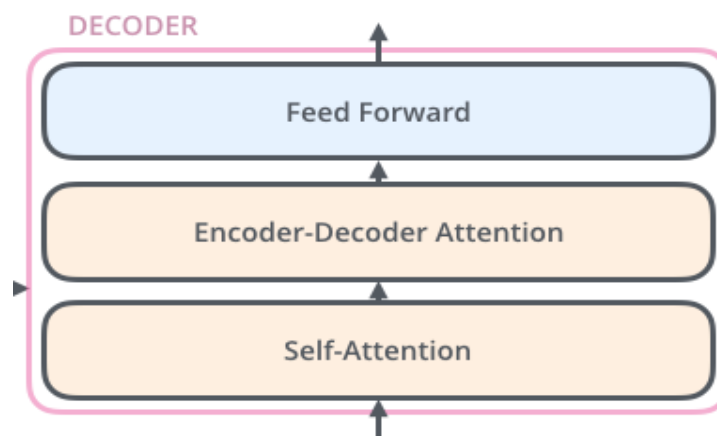 DECODER
Feed Forward
Encoder-Decoder Attention
Self-Attention